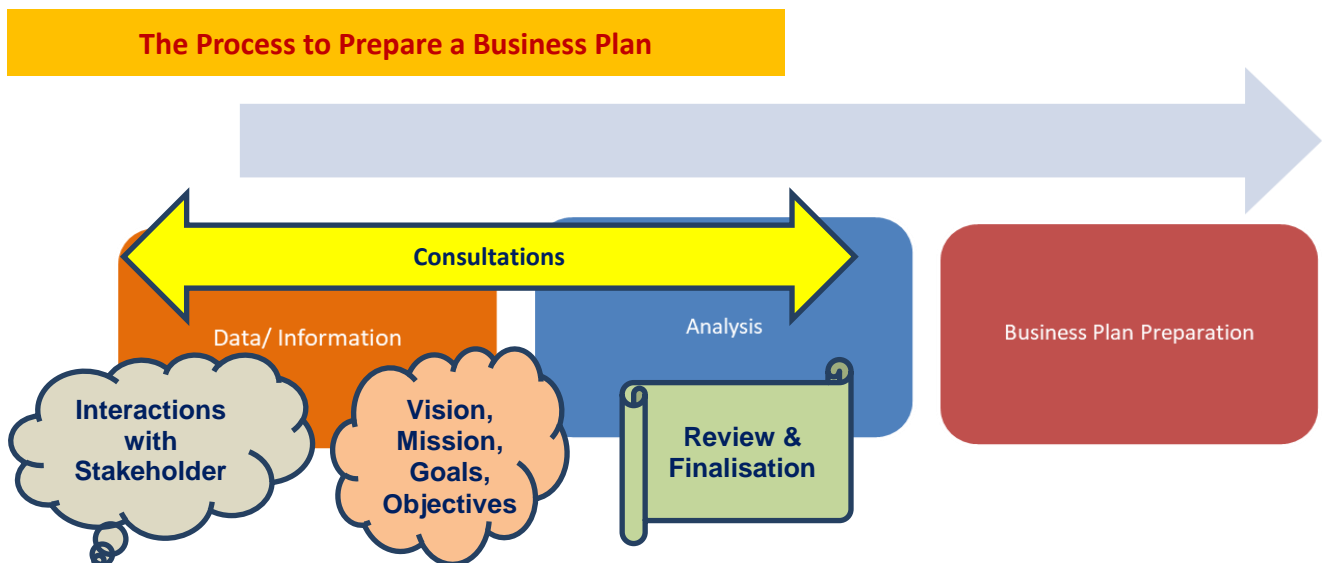 The Process to Prepare a Business Plan
Consultations
Data/ Information
Analysis
Business Plan Preparation
Interactions
with
Stakeholder
Vision,
Mission,
Goals,
Objectives
Review &
Finalisation